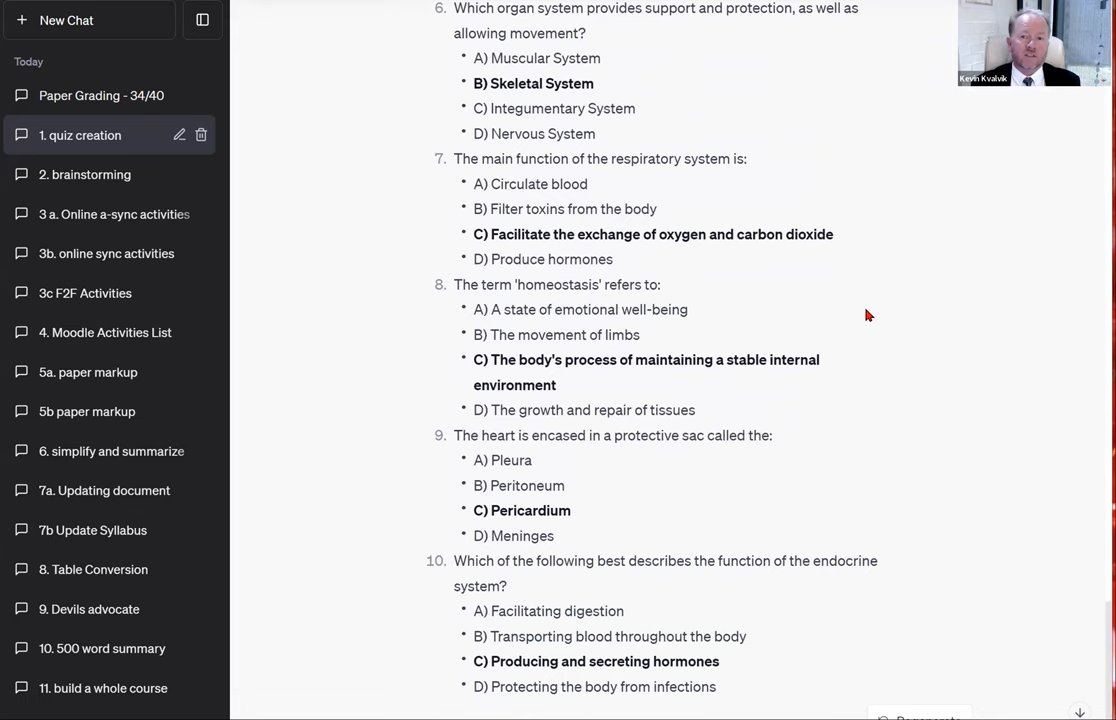 New Chat
Today
Paper Grading - 34/40
1. quiz creation
2. brainstorming
3 a. Online a-sync activities
3b. online sync activities
3c F2F Activities
4. Moodle Activities List
5a. paper markup
5b paper markup
6. simplify and summarize
7a. Updating document
7b Update Syllabus
8. Table Conversion
9. Devils advocate
10. 500 word summary
11. build a whole course
6. Which organ system provides support and protection, as well as
allowing movement?
• A) Muscular System
• B) Skeletal System
• C) Integumentary System
• D) Nervous System
7. The main function of the respiratory system is:
• A) Circulate blood
• B) Filter toxins from the body
• C) Facilitate the exchange of oxygen and carbon dioxide
• D) Produce hormones
8. The term 'homeostasis' refers to:
• A) A state of emotional well-being
• B) The movement of limbs
• C) The body's process of maintaining a stable internal
environment
• D) The growth and repair of tissues
9. The heart is encased in a protective sac called the:
• A) Pleura
• B) Peritoneum
• C) Pericardium
• D) Meninges
10. Which of the following best describes the function of the endocrine
system?
• A) Facilitating digestion
• B) Transporting blood throughout the body
• C) Producing and secreting hormones
• D) Protecting the body from infections
Kevin Kvalvik